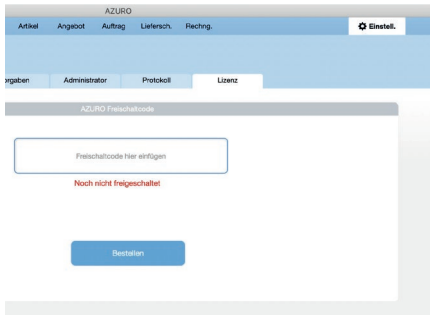 AZURO
Artikel Angebot Auftrag Liefersch. Rechng. Einstell.
orgaben Administrator Protokoll Lizenz
AZURO Freischaltcode
Freischaltcode hier einfügen
Noch nicht freigeschaltet
Bestellen